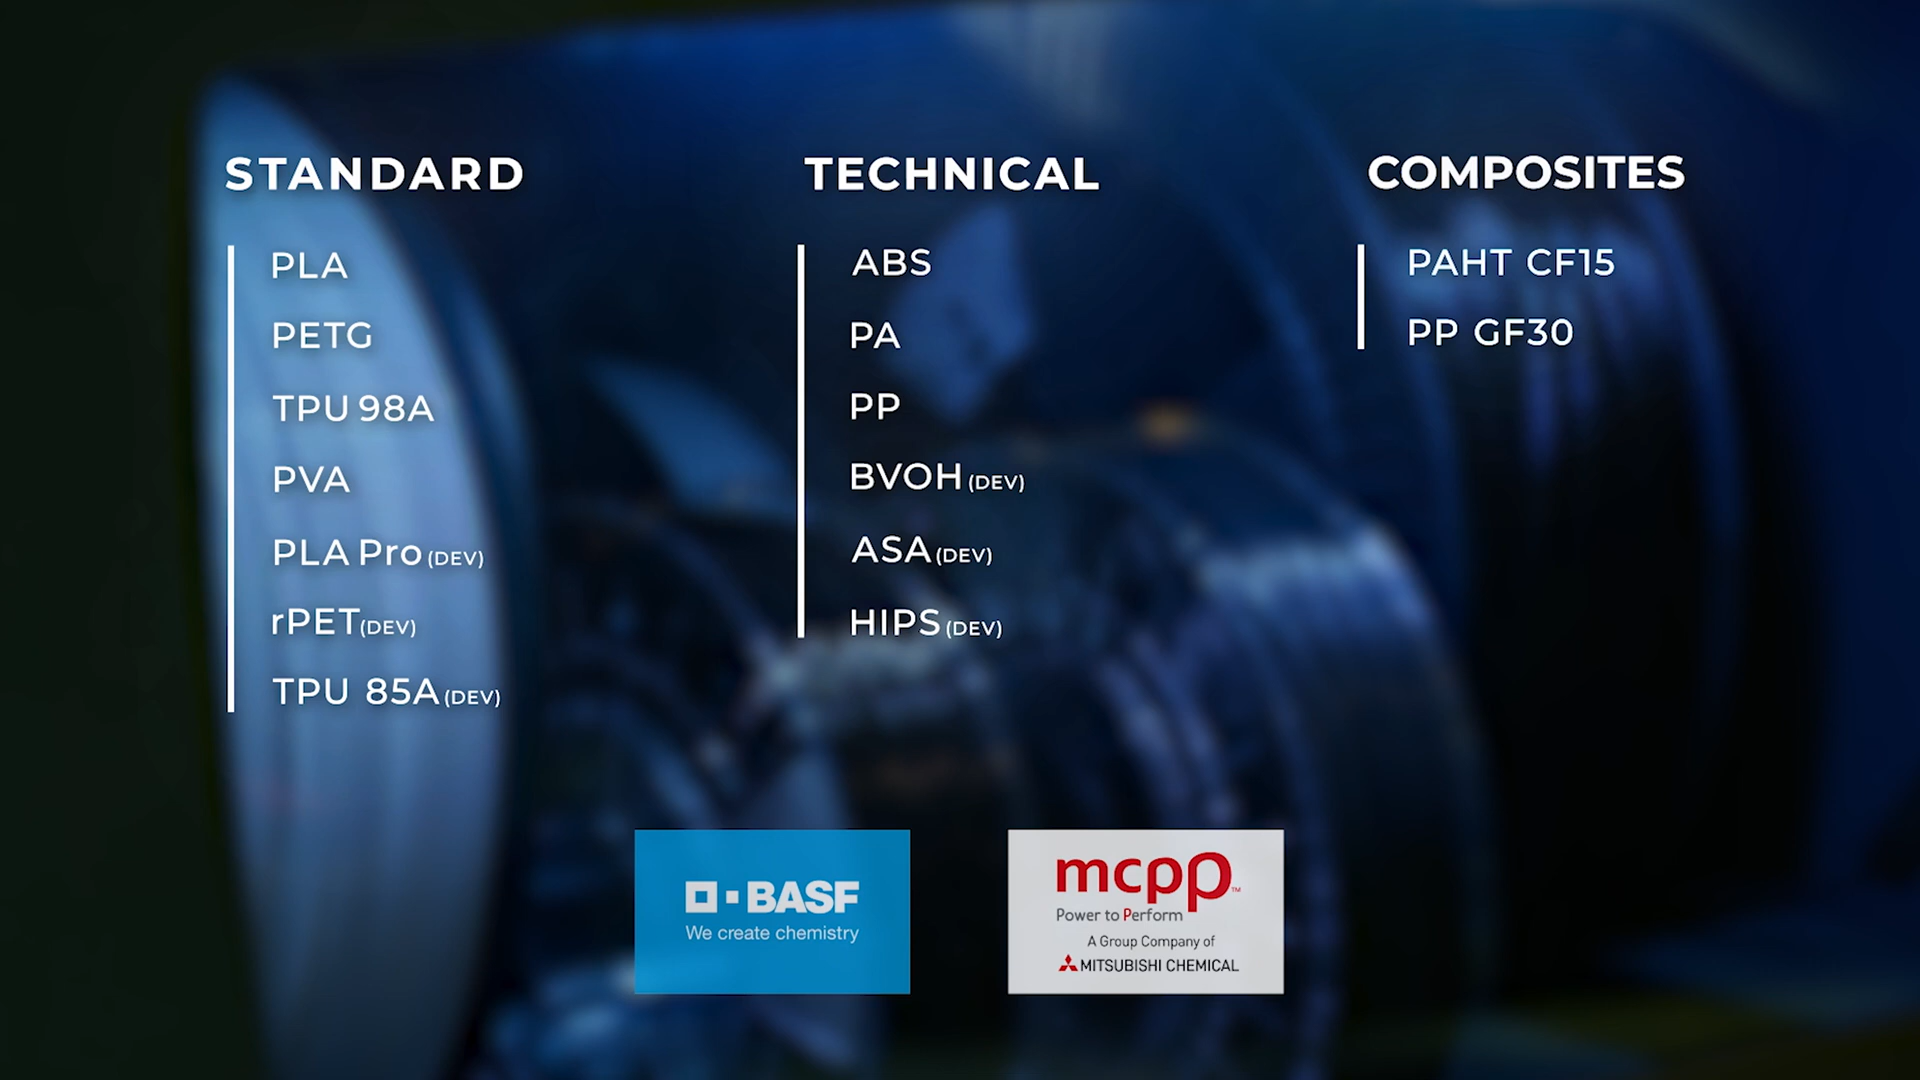 STANDARD
PLA
PETG
TPU 98A
PVA
PLA Pro (DEV)
rPET (DEV)
TPU 85A (DEV)
TECHNICAL
ABS
PA
PP
BVOH (DEV)
ASA (DEV)
HIPS (DEV)
COMPOSITES
PAHT CF15
PP GF30
BASF
We create chemistry
mcpp™
Power to Perform
A Group Company of
MITSUBISHI CHEMICAL